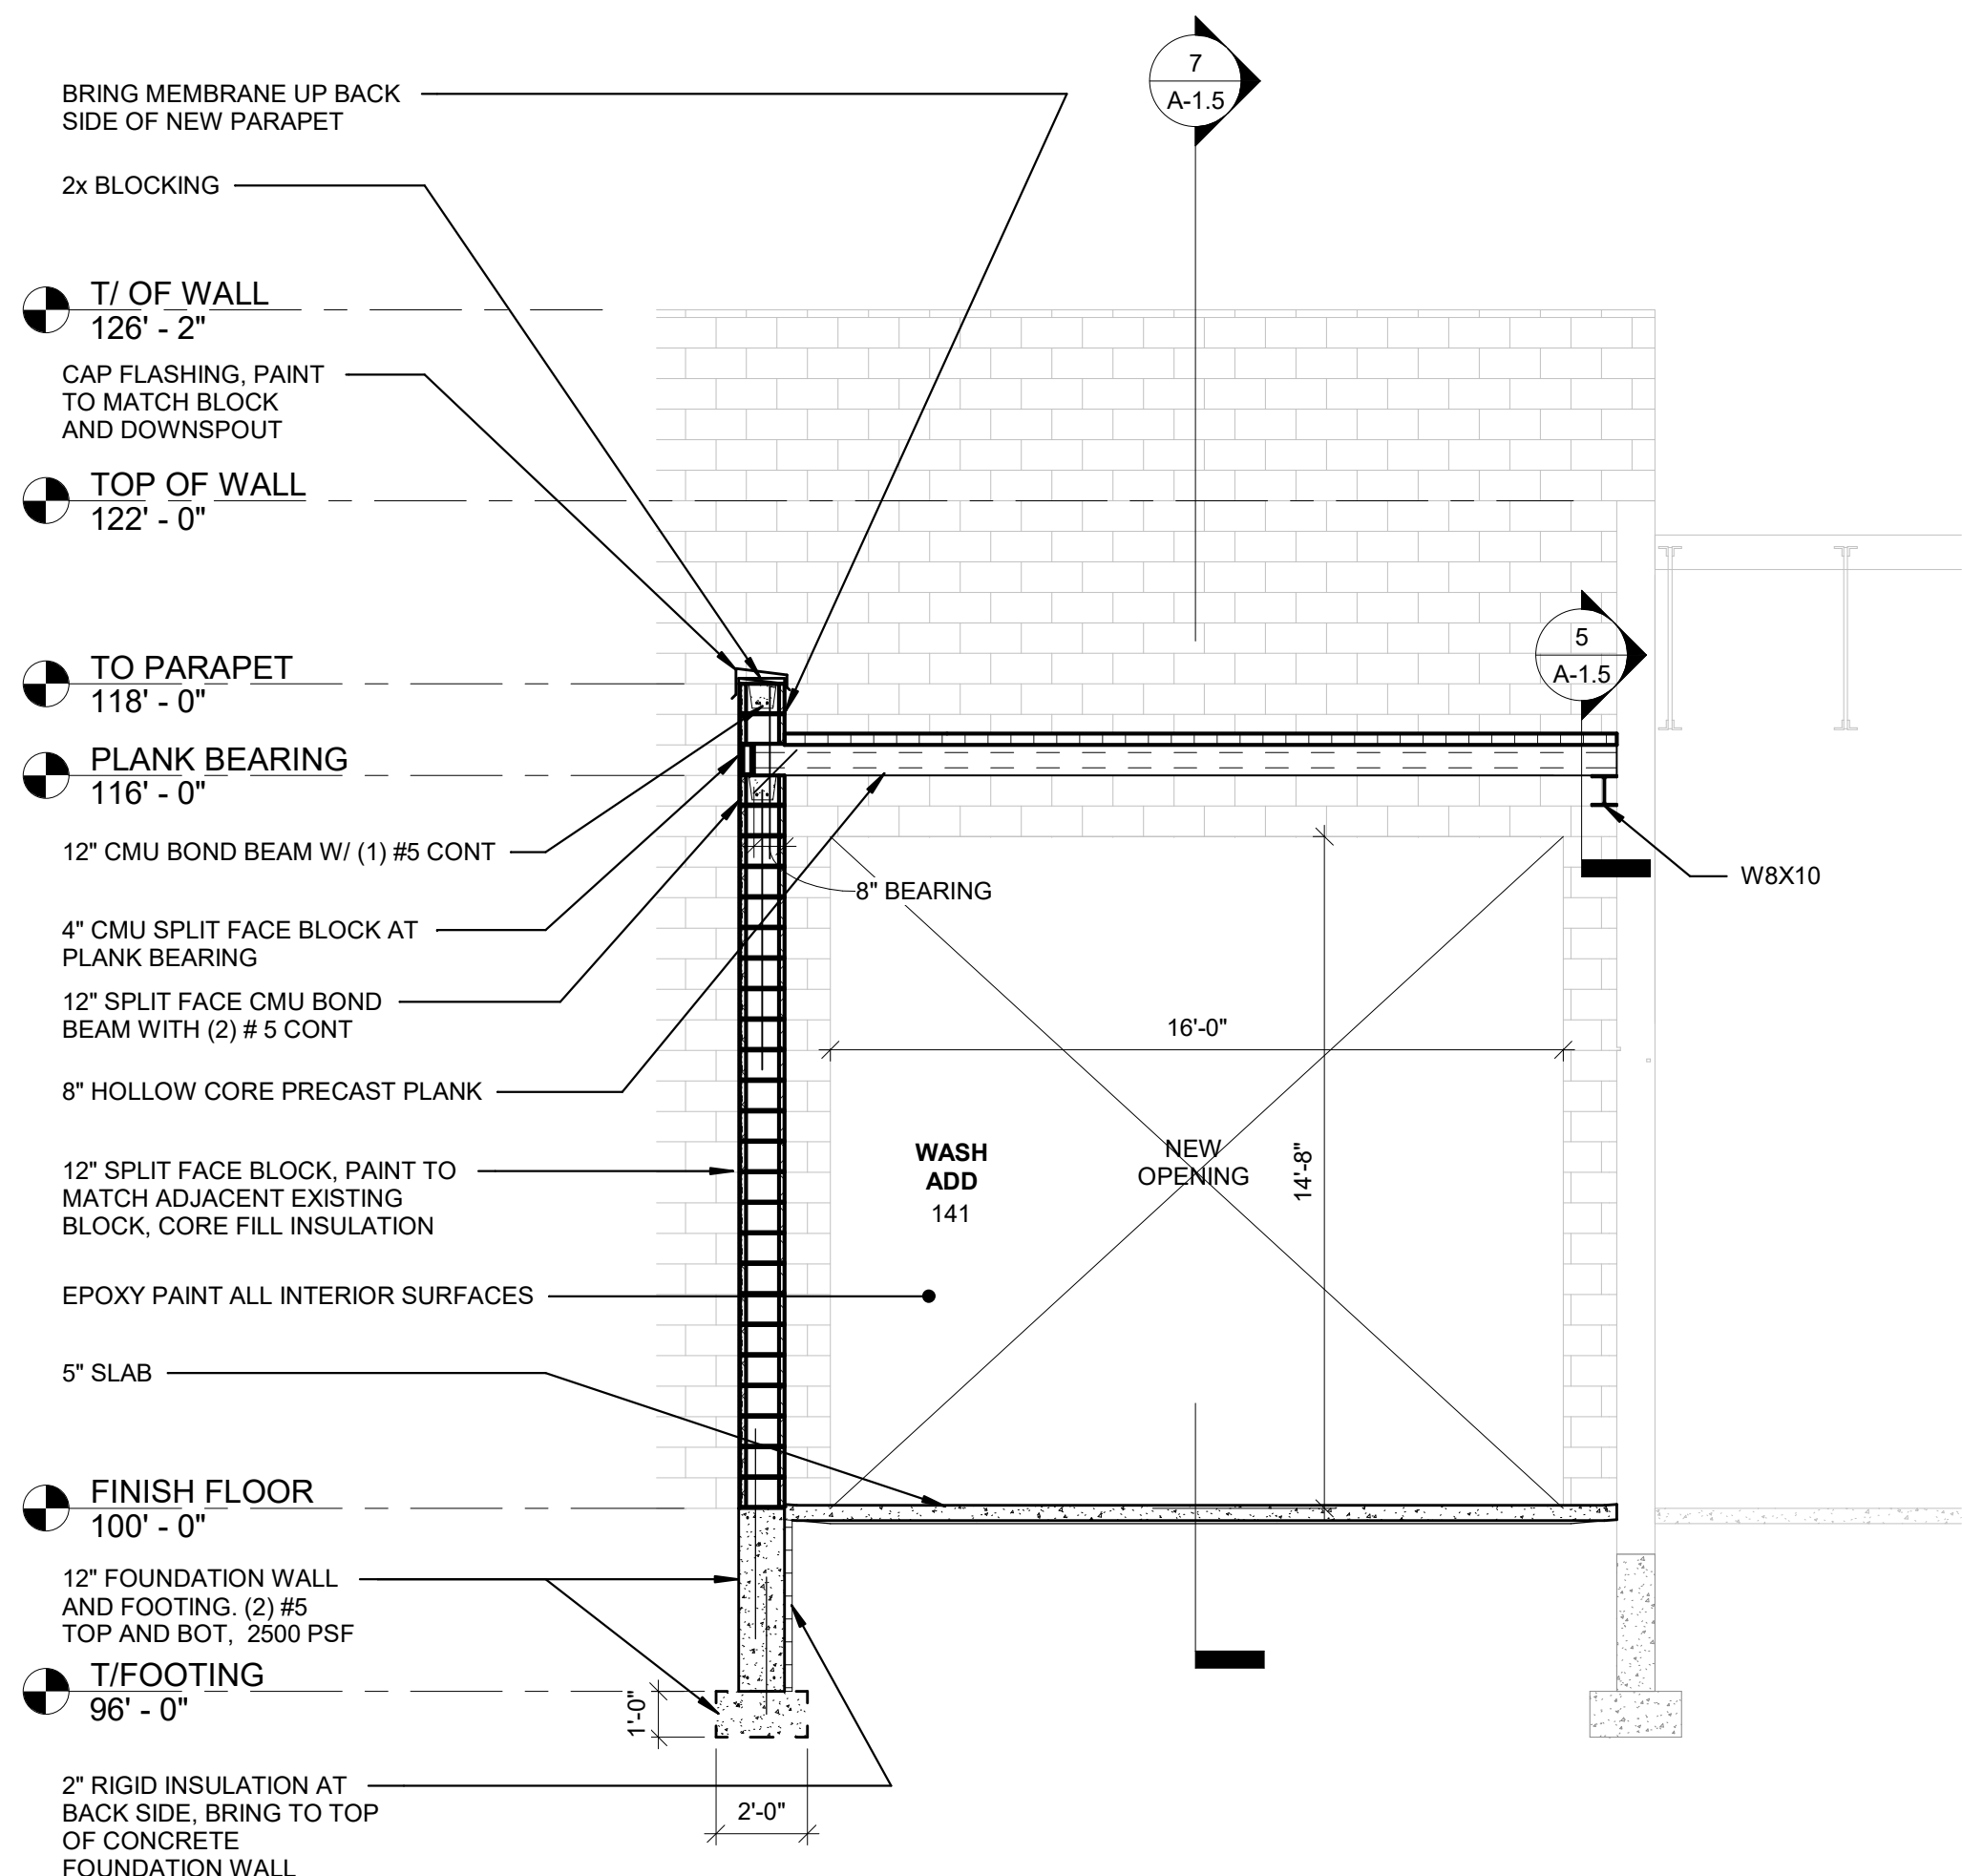 7
A-1.5
BRING MEMBRANE UP BACK
SIDE OF NEW PARAPET
2x BLOCKING
T/ OF WALL
126' - 2"
CAP FLASHING, PAINT
TO MATCH BLOCK
AND DOWNSPOUT
TOP OF WALL
122' - 0"
5
A-1.5
TO PARAPET
118' - 0"
PLANK BEARING
116' - 0"
12" CMU BOND BEAM W/ (1) #5 CONT
8" BEARING
W8X10
4" CMU SPLIT FACE BLOCK AT
PLANK BEARING
12" SPLIT FACE CMU BOND
BEAM WITH (2) # 5 CONT
16'-0"
8" HOLLOW CORE PRECAST PLANK
WASH
ADD
141
NEW
OPENING
14'-8"
12" SPLIT FACE BLOCK, PAINT TO
MATCH ADJACENT EXISTING
BLOCK, CORE FILL INSULATION
EPOXY PAINT ALL INTERIOR SURFACES
5" SLAB
FINISH FLOOR
100' - 0"
12" FOUNDATION WALL
AND FOOTING. (2) #5
TOP AND BOT, 2500 PSF
T/FOOTING
96' - 0"
1'-0"
2'-0"
2" RIGID INSULATION AT
BACK SIDE, BRING TO TOP
OF CONCRETE
FOUNDATION WALL